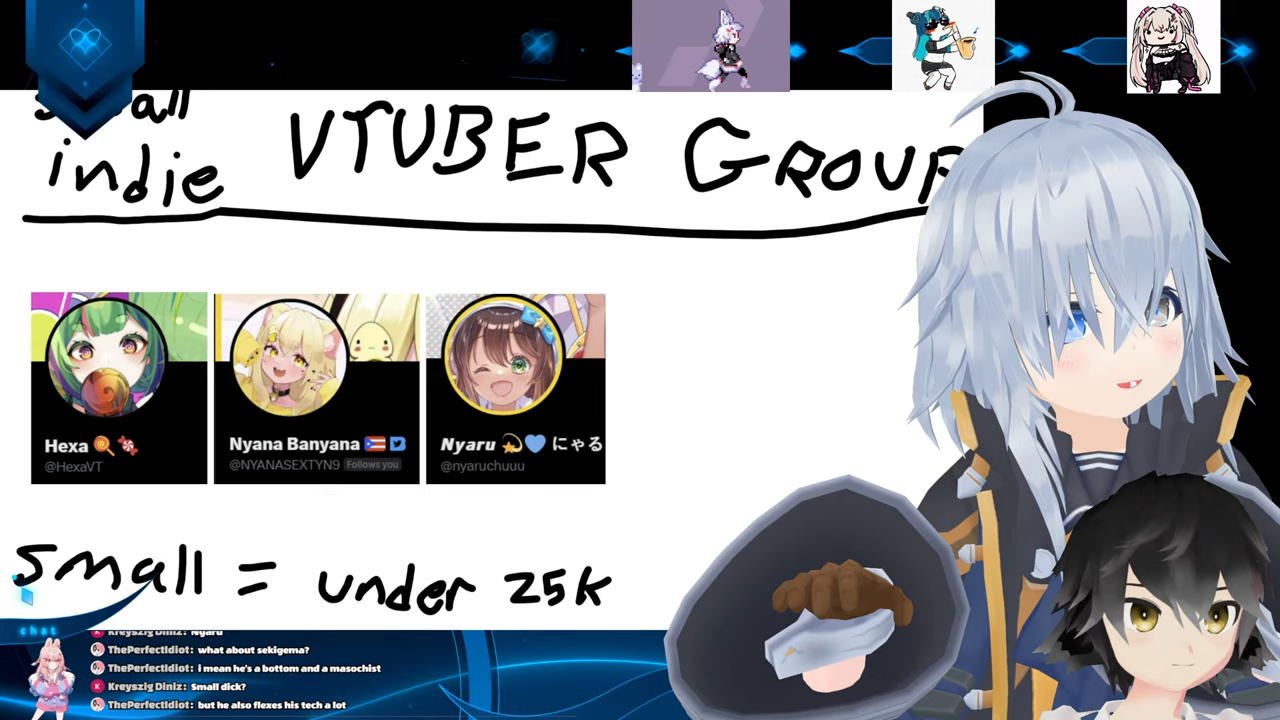 small
indie VTUBER GROUP
Hexa
@HexaVT
Nyana Banyana
@NYANASEXTYN9 Follows you
Nyaru にゃる
@nyaruchuuu
small = under 25k
chat
Kreyszig Diniz: Nyaru
ThePerfectIdiot: what about sekigema?
ThePerfectIdiot: i mean he's a bottom and a masochist
Kreyszig Diniz: Small dick?
ThePerfectIdiot: but he also flexes his tech a lot